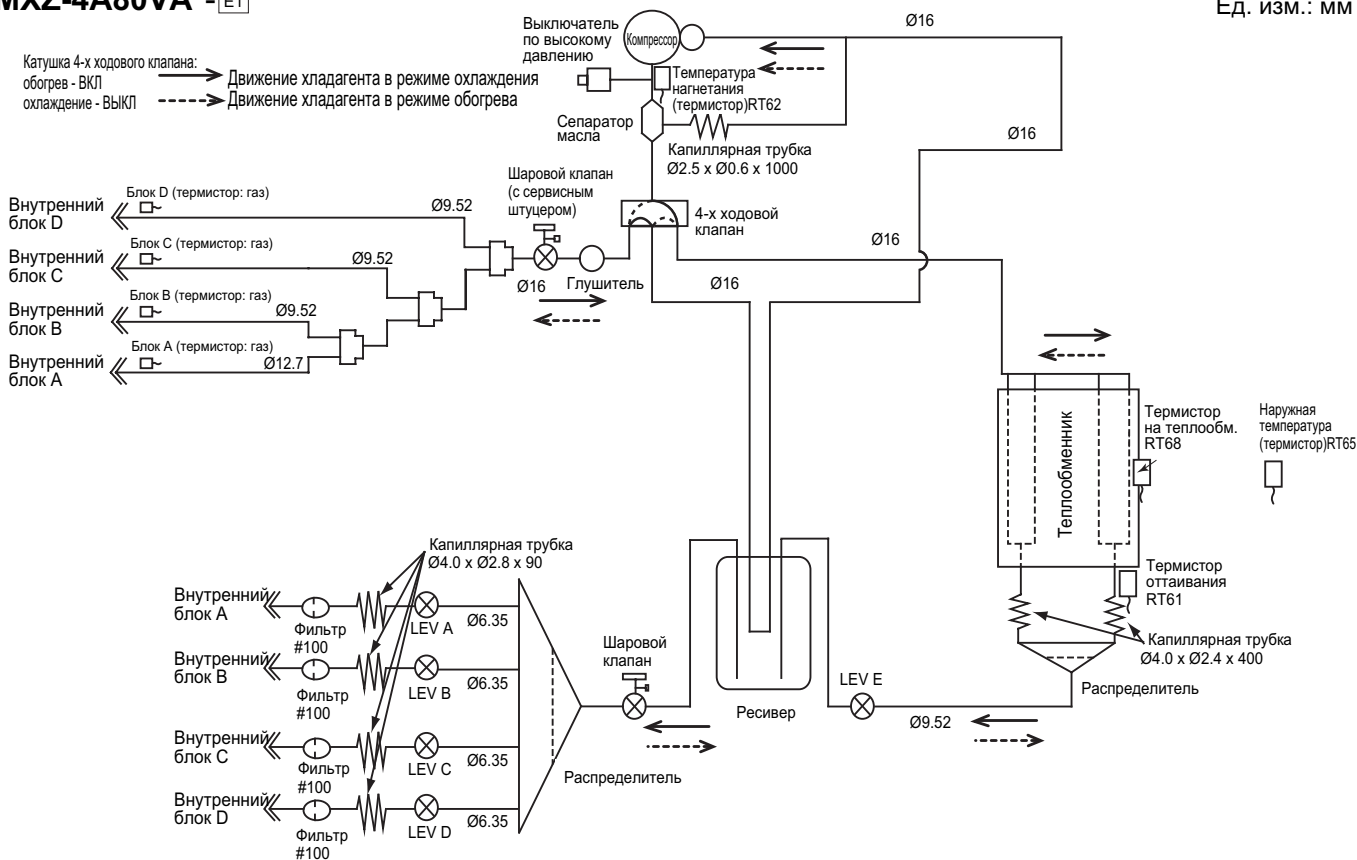 MXZ-4A80VA -E1
Ед. изм.: мм
Катушка 4-х ходового клапана:
обогрев - ВКЛ
охлаждение - ВЫКЛ
Движение хладагента в режиме охлаждения
Движение хладагента в режиме обогрева
Выключатель
по высокому
давлению
Компрессор
Ø16
Температура
нагнетания
(термистор)RT62
Сепаратор
масла
Капиллярная трубка
Ø2.5 x Ø0.6 x 1000
Ø16
Шаровой клапан
(с сервисным
штуцером)
4-х ходовой
клапан
Внутренний
блок D
Блок D (термистор: газ)
Ø9.52
Внутренний
блок C
Блок C (термистор: газ)
Ø9.52
Внутренний
блок B
Блок B (термистор: газ)
Ø9.52
Внутренний
блок A
Блок A (термистор: газ)
Ø12.7
Ø16
Глушитель
Ø16
Ø16
Теплообменник
Термистор
на теплообм.
RT68
Наружная
температура
(термистор)RT65
Термистор
оттаивания
RT61
Капиллярная трубка
Ø4.0 x Ø2.4 x 400
Распределитель
Капиллярная трубка
Ø4.0 x Ø2.8 x 90
Внутренний
блок A
Фильтр
#100
LEV A
Ø6.35
Внутренний
блок B
Фильтр
#100
LEV B
Ø6.35
Внутренний
блок C
Фильтр
#100
LEV C
Ø6.35
Внутренний
блок D
Фильтр
#100
LEV D
Ø6.35
Распределитель
Шаровой
клапан
Ресивер
LEV E
Ø9.52